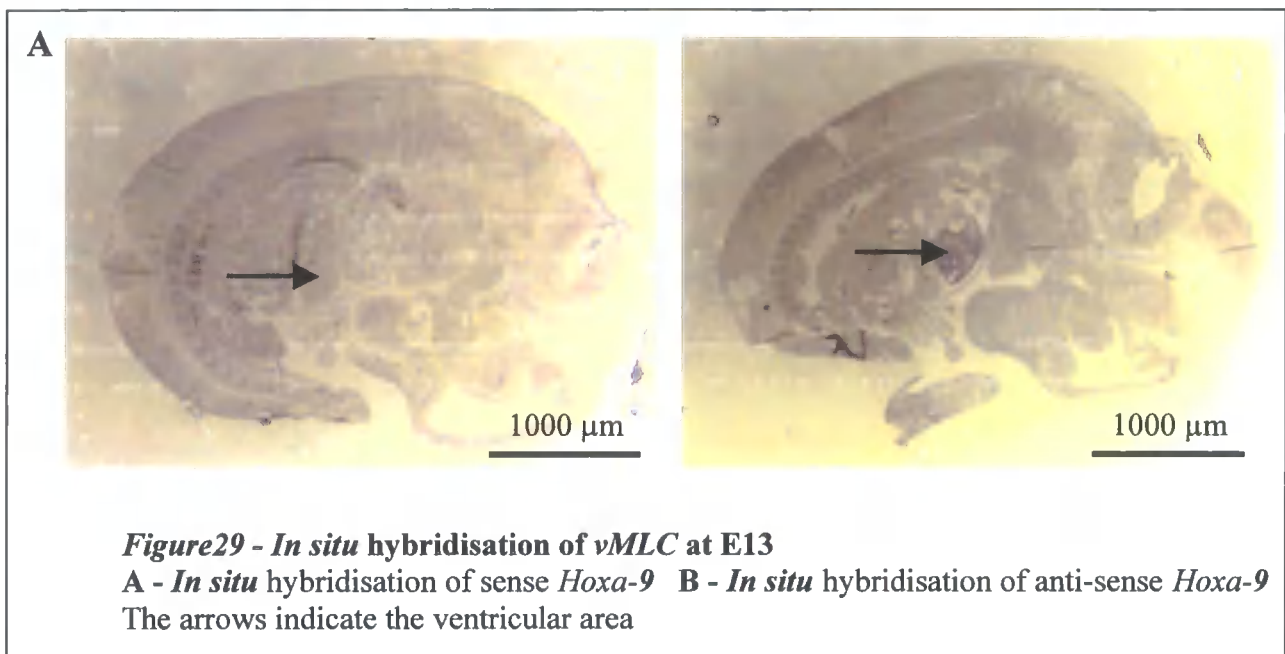 A
1000 µm 1000 µm
Figure29 - In situ hybridisation of vMLC at E13
A - In situ hybridisation of sense Hoxa-9 B - In situ hybridisation of anti-sense Hoxa-9
The arrows indicate the ventricular area